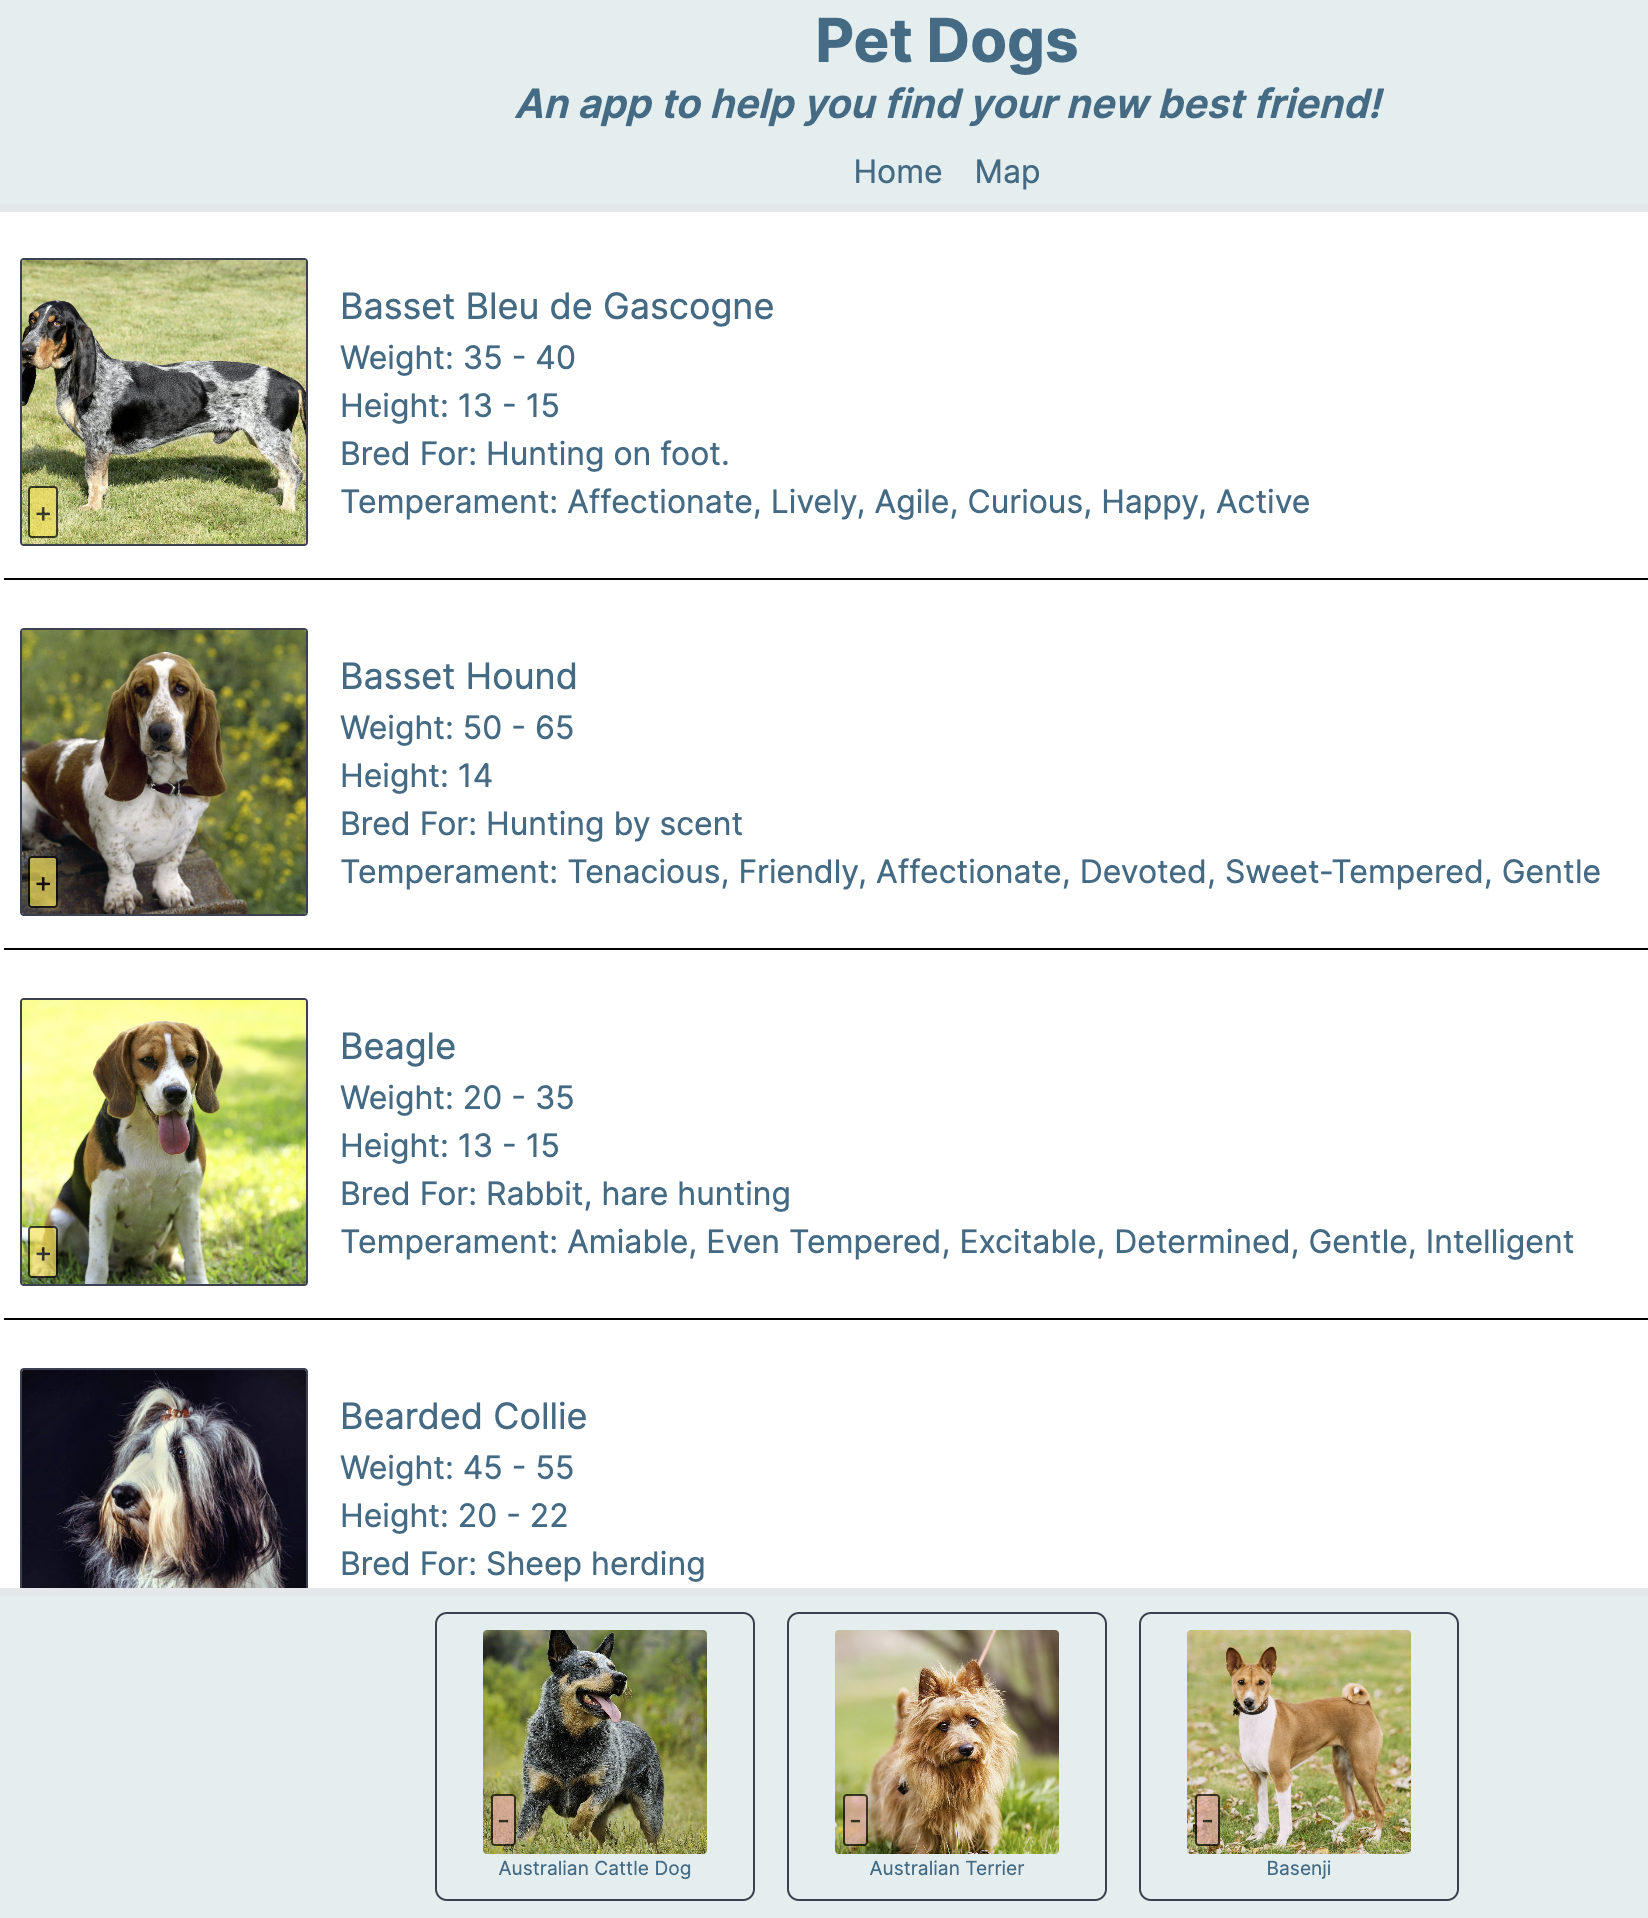 Pet Dogs
An app to help you find your new best friend!
Home Map
Basset Bleu de Gascogne
Weight: 35 - 40
Height: 13 - 15
Bred For: Hunting on foot.
Temperament: Affectionate, Lively, Agile, Curious, Happy, Active
+
Basset Hound
Weight: 50 - 65
Height: 14
Bred For: Hunting by scent
Temperament: Tenacious, Friendly, Affectionate, Devoted, Sweet-Tempered, Gentle
+
Beagle
Weight: 20 - 35
Height: 13 - 15
Bred For: Rabbit, hare hunting
Temperament: Amiable, Even Tempered, Excitable, Determined, Gentle, Intelligent
+
Bearded Collie
Weight: 45 - 55
Height: 20 - 22
Bred For: Sheep herding
- - -
Australian Cattle Dog Australian Terrier Basenji